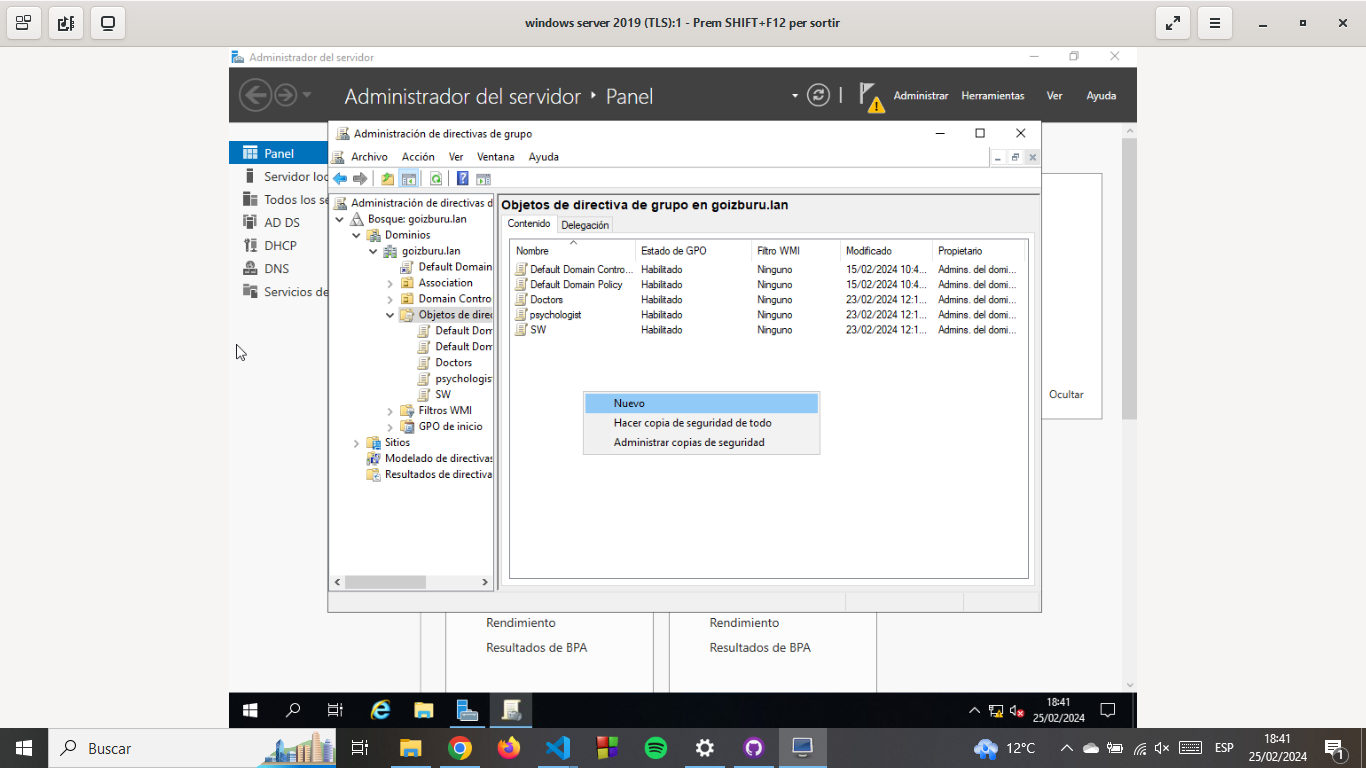 windows server 2019 (TLS):1 - Prem SHIFT+F12 per sortir
Administrador del servidor
Administrador del servidor ‣ Panel
Administrar Herramientas Ver Ayuda
Panel
Servidor loc
Todos los se
AD DS
DHCP
DNS
Servicios de
Administración de directivas de grupo
Archivo Acción Ver Ventana Ayuda
Administración de directivas d
Bosque: goizburu.lan
Dominios
goizburu.lan
Default Domain
Association
Domain Contro
Objetos de direc
Default Dom
Default Dom
Doctors
psychologist
SW
Filtros WMI
GPO de inicio
Sitios
Modelado de directivas
Resultados de directiva
Objetos de directiva de grupo en goizburu.lan
Contenido Delegación
Nombre Estado de GPO Filtro WMI Modificado Propietario
Default Domain Contro... Habilitado Ninguno 15/02/2024 10:4... Admins. del domi...
Default Domain Policy Habilitado Ninguno 15/02/2024 10:4... Admins. del domi...
Doctors Habilitado Ninguno 23/02/2024 12:1... Admins. del domi...
psychologist Habilitado Ninguno 23/02/2024 12:1... Admins. del domi...
SW Habilitado Ninguno 23/02/2024 12:1... Admins. del domi...
Nuevo
Hacer copia de seguridad de todo
Administrar copias de seguridad
Ocultar
Rendimiento
Resultados de BPA
Rendimiento
Resultados de BPA
18:41
25/02/2024
Buscar
12°C
ESP
18:41
25/02/2024
1